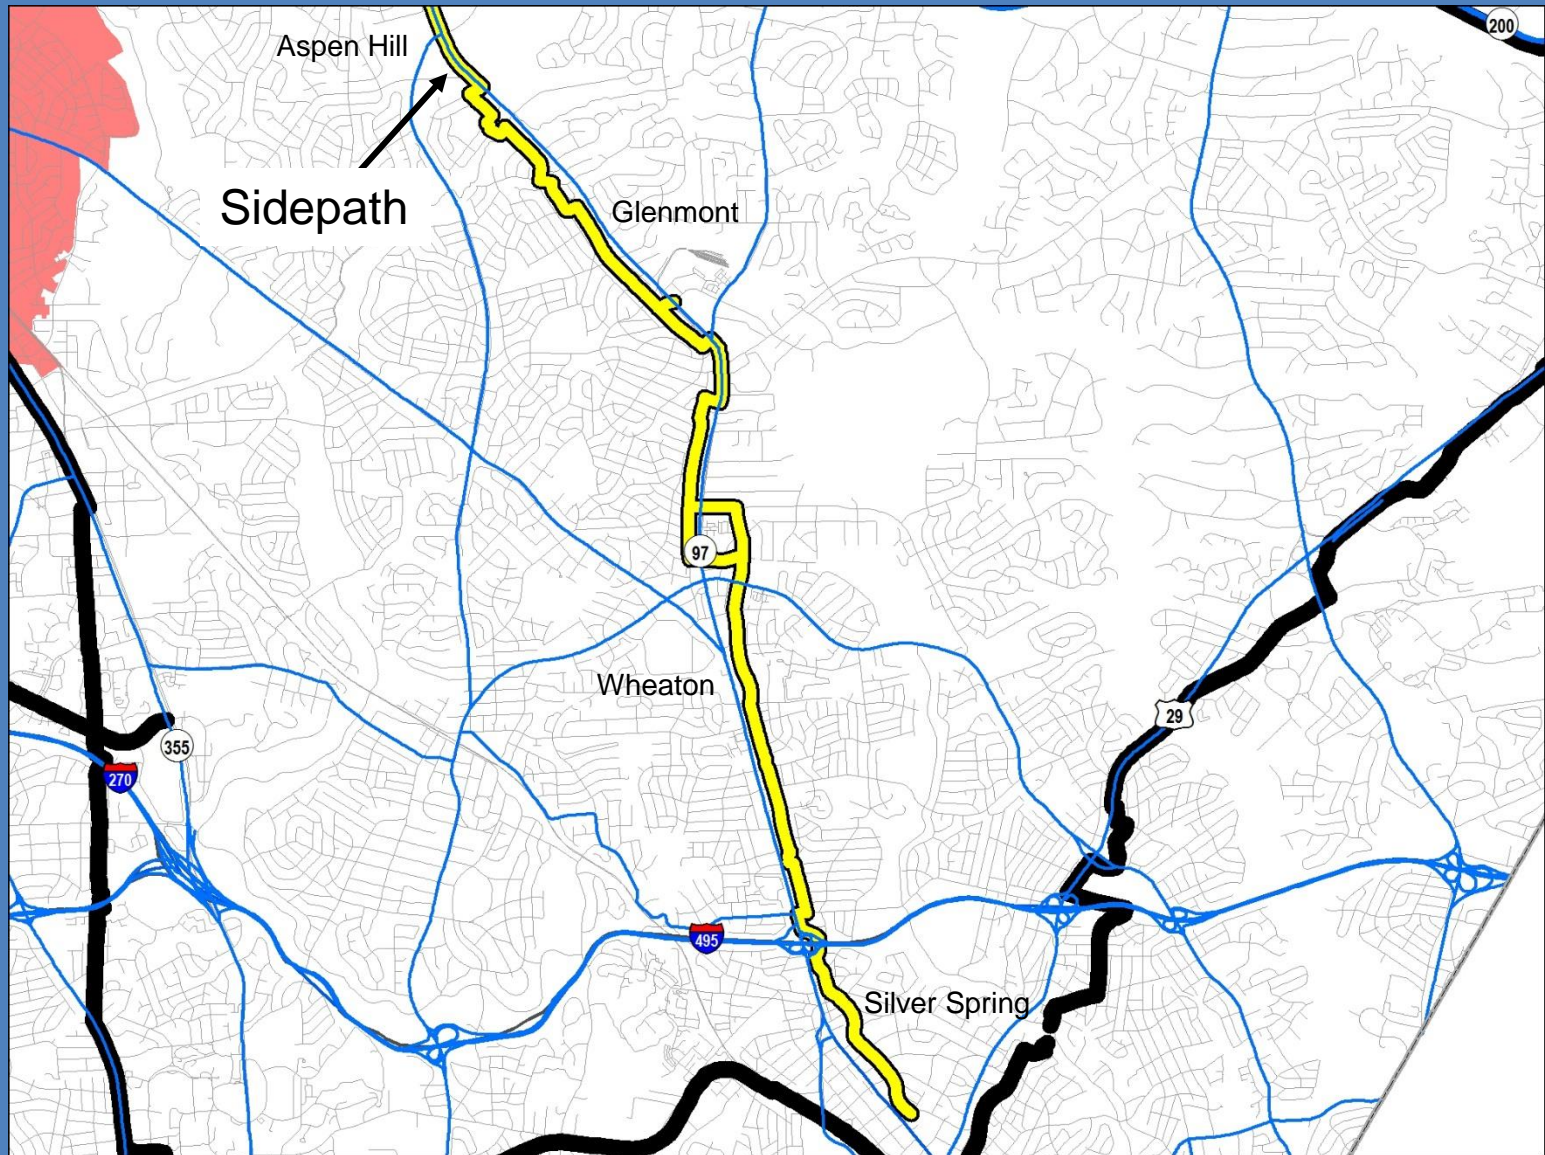 200
Aspen Hill
Sidepath
Glenmont
97
Wheaton
29
355
270
495
Silver Spring